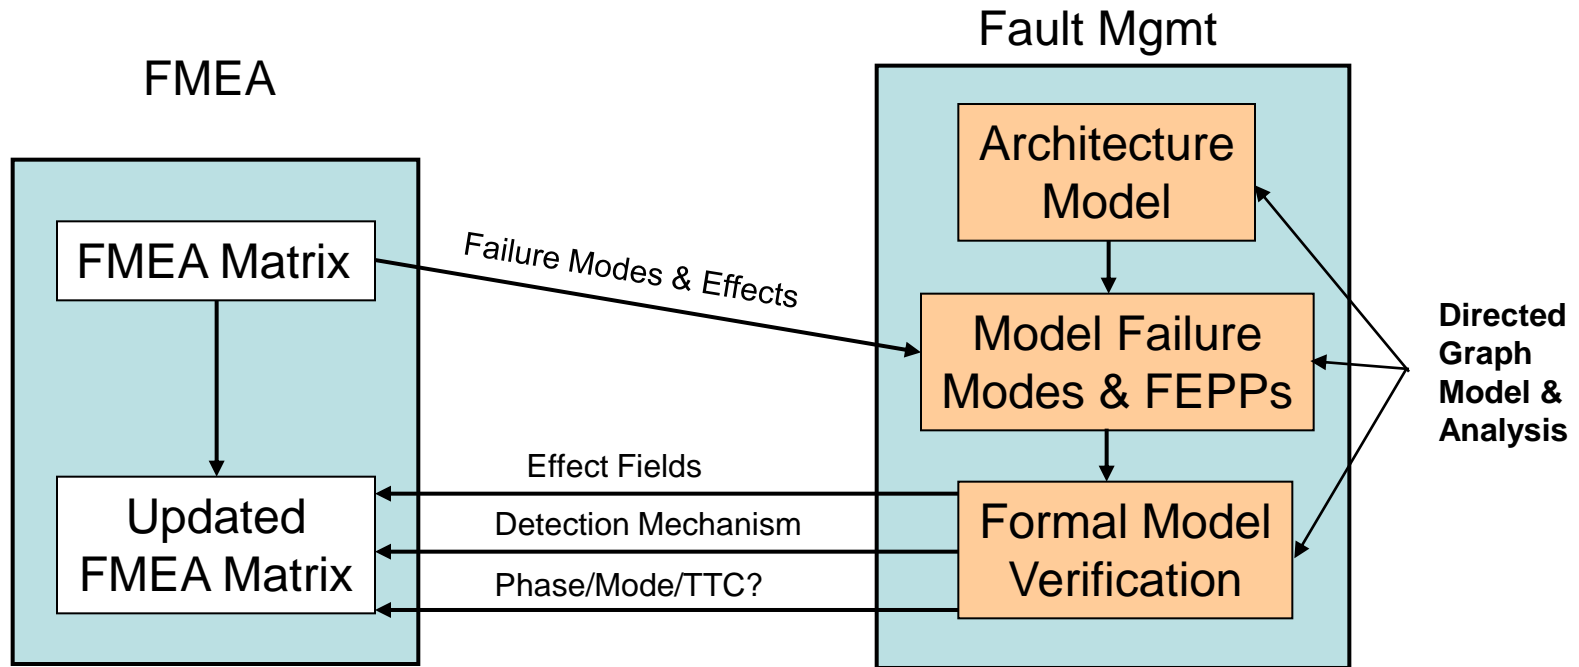 Fault Mgmt
FMEA
Architecture
Model
FMEA Matrix
Failure Modes & Effects
Model Failure
Modes & FEPPs
Directed
Graph
Model &
Analysis
Effect Fields
Detection Mechanism
Phase/Mode/TTC?
Updated
FMEA Matrix
Formal Model
Verification